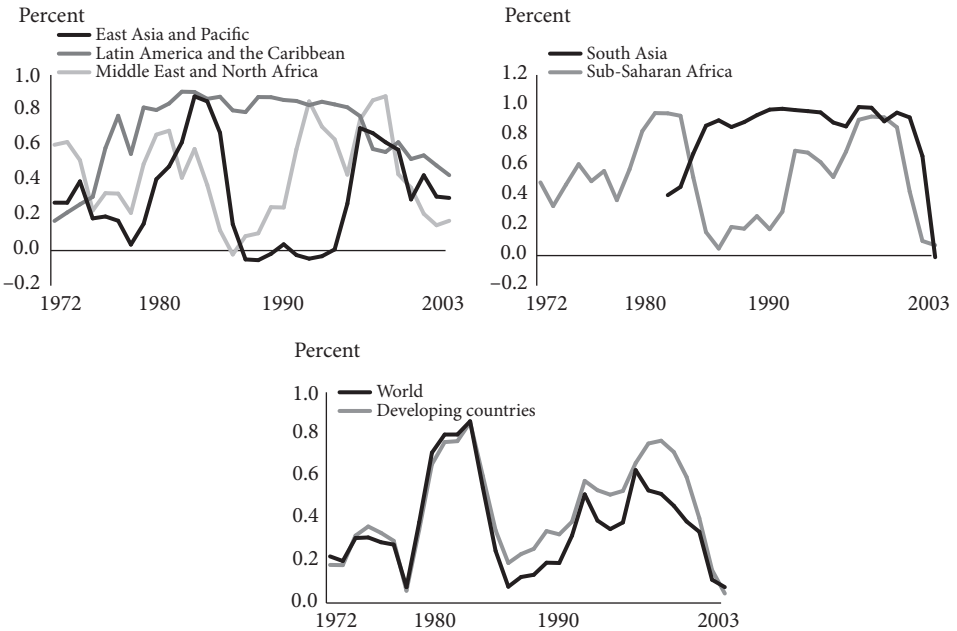 Percent
East Asia and Pacific
Latin America and the Caribbean
Middle East and North Africa
1.0
0.8
0.6
0.4
0.2
0.0
–0.2
1972 1980 1990 2003
Percent
South Asia
Sub-Saharan Africa
1.2
1.0
0.8
0.6
0.4
0.2
0.0
–0.2
1972 1980 1990 2003
Percent
World
Developing countries
1.0
0.8
0.6
0.4
0.2
0.0
1972 1980 1990 2003